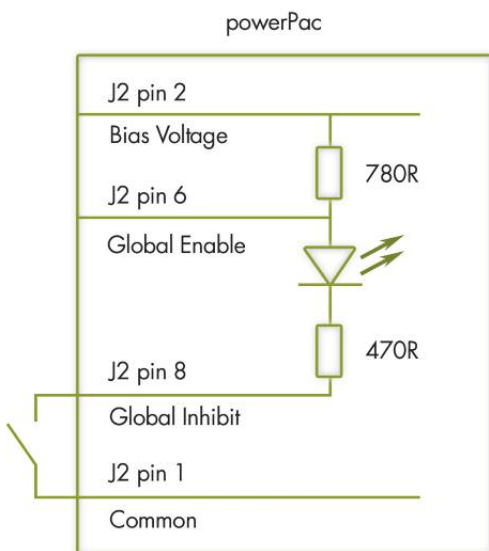 powerPac
J2 pin 2
Bias Voltage
780R
J2 pin 6
Global Enable
470R
J2 pin 8
Global Inhibit
J2 pin 1
Common